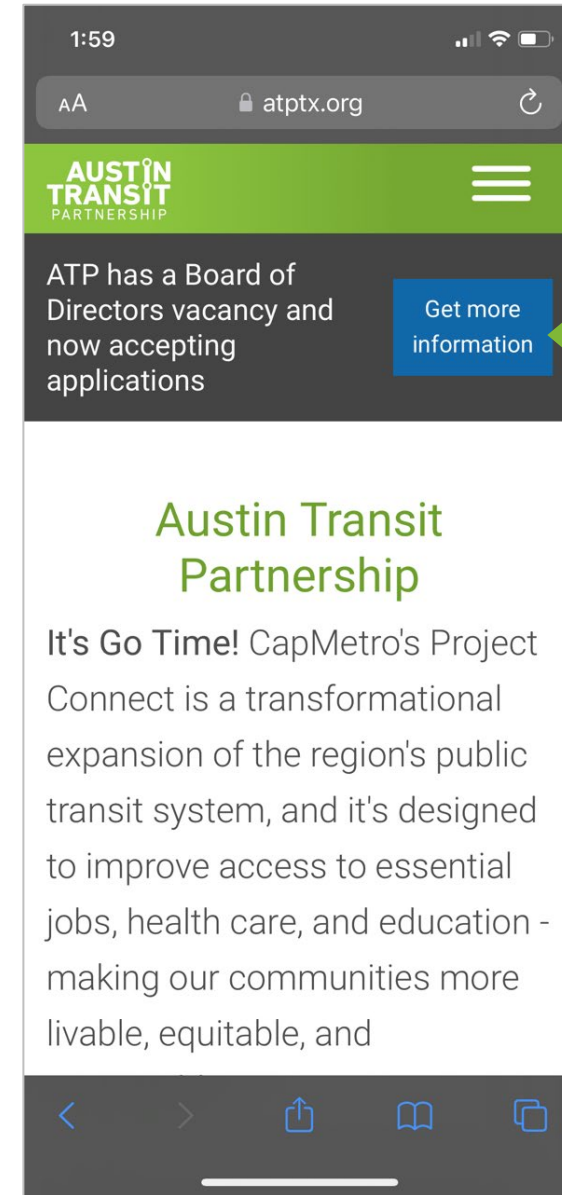 1:59
AA atptx.org
AUSTIN
TRANSIT
PARTNERSHIP
ATP has a Board of
Directors vacancy and
now accepting
applications
Get more
information
Austin Transit
Partnership
It's Go Time! CapMetro's Project
Connect is a transformational
expansion of the region's public
transit system, and it's designed
to improve access to essential
jobs, health care, and education -
making our communities more
livable, equitable, and